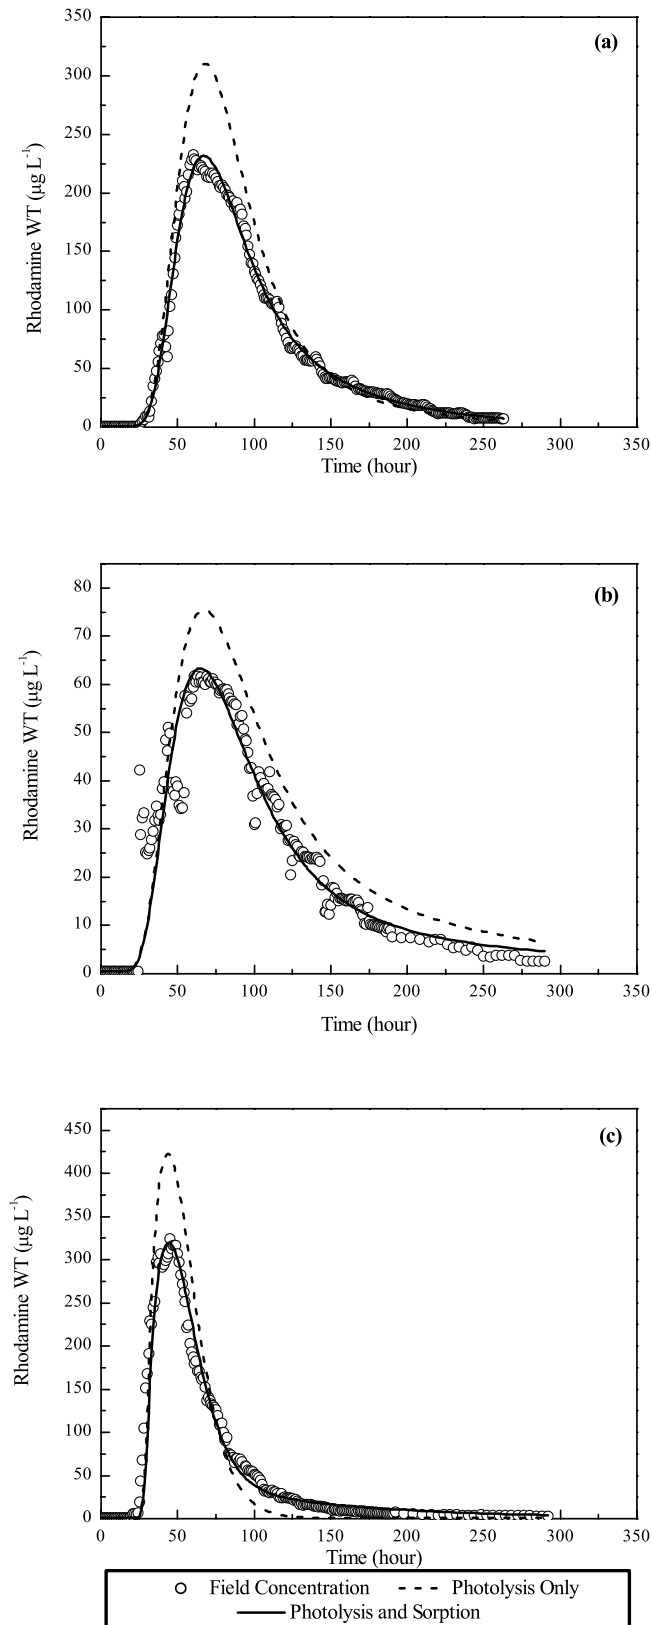 350
(a)
300
250
200
150
100
50
0
Rhodamine WT (µg L⁻¹)
0 50 100 150 200 250 300 350
Time (hour)
80
(b)
70
60
50
40
30
20
10
0
Rhodamine WT (µg L⁻¹)
0 50 100 150 200 250 300 350
Time (hour)
450
(c)
400
350
300
250
200
150
100
50
0
Rhodamine WT (µg L⁻¹)
0 50 100 150 200 250 300 350
Time (hour)
Field Concentration Photolysis Only
Photolysis and Sorption